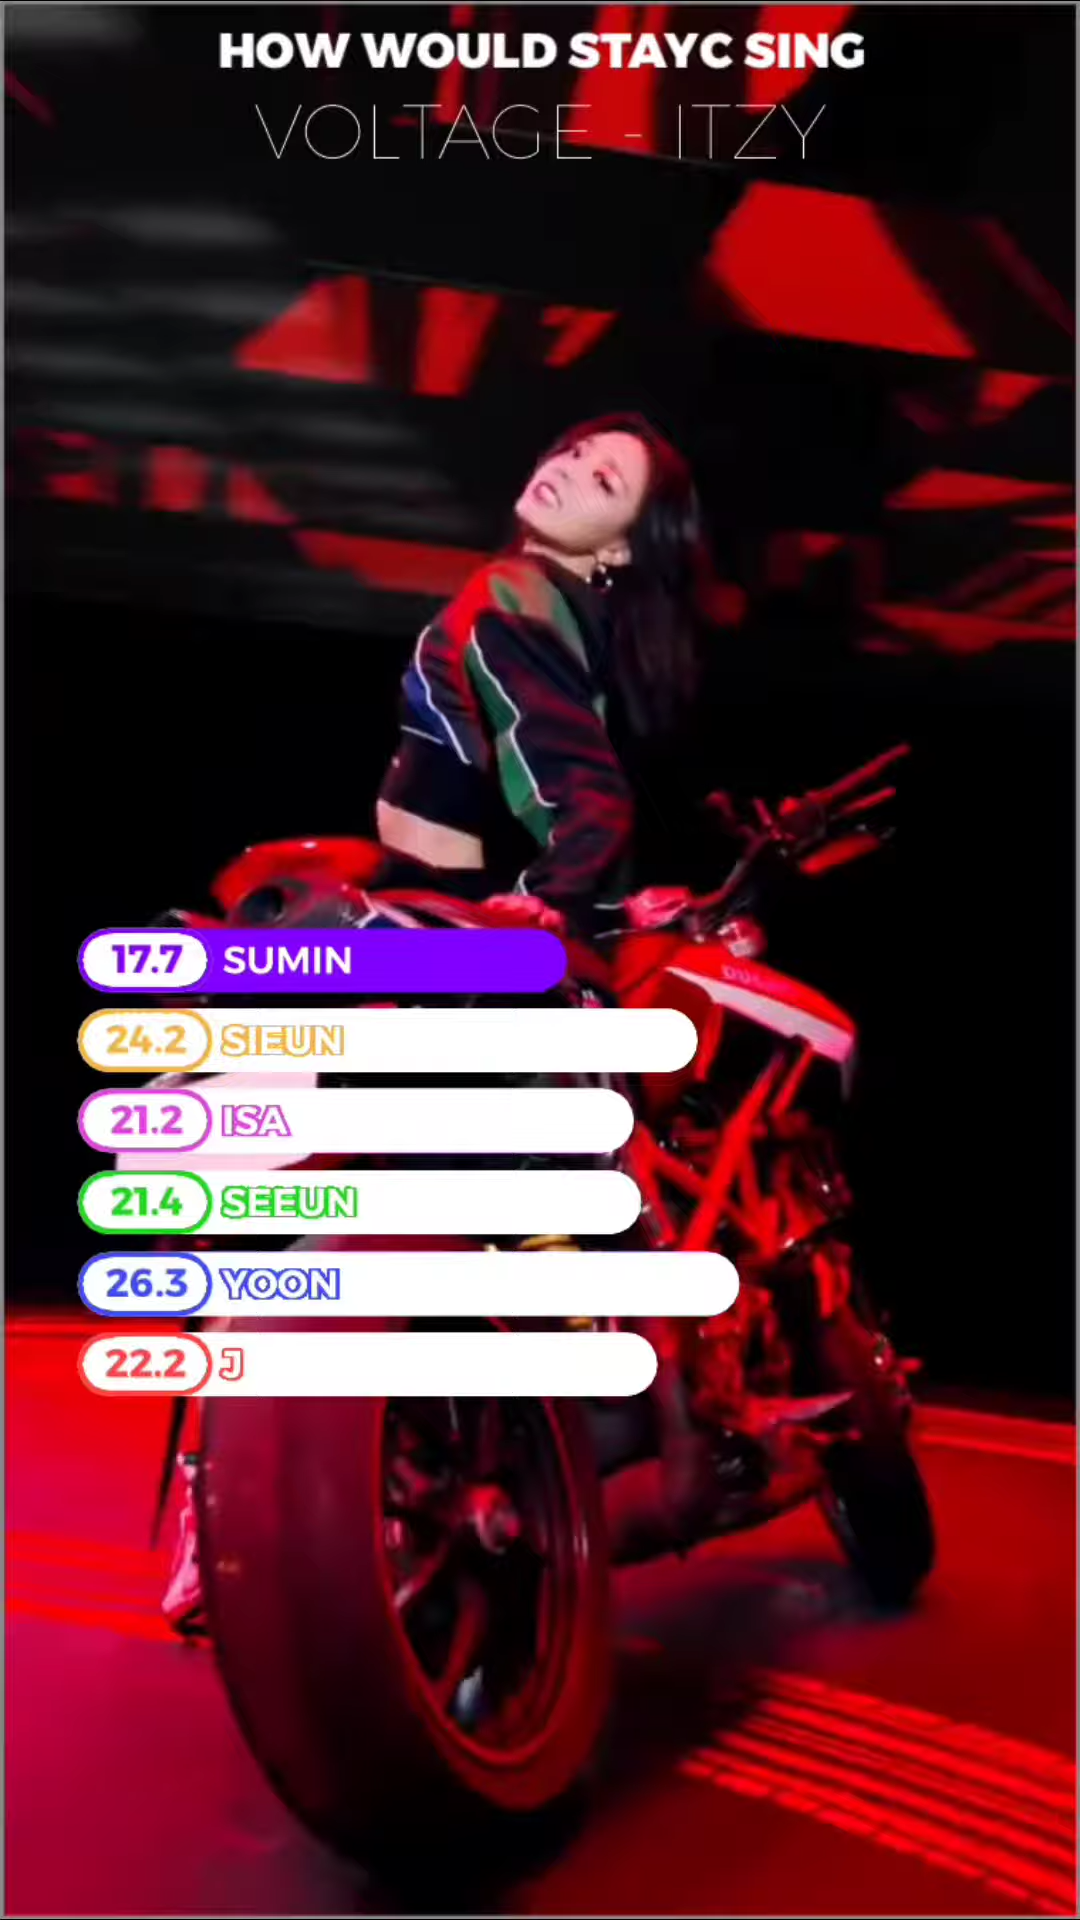 HOW WOULD STAYC SING
VOLTAGE - ITZY
17.7 SUMIN
24.2 SIEUN
21.2 ISA
21.4 SEEUN
26.3 YOON
22.2 J